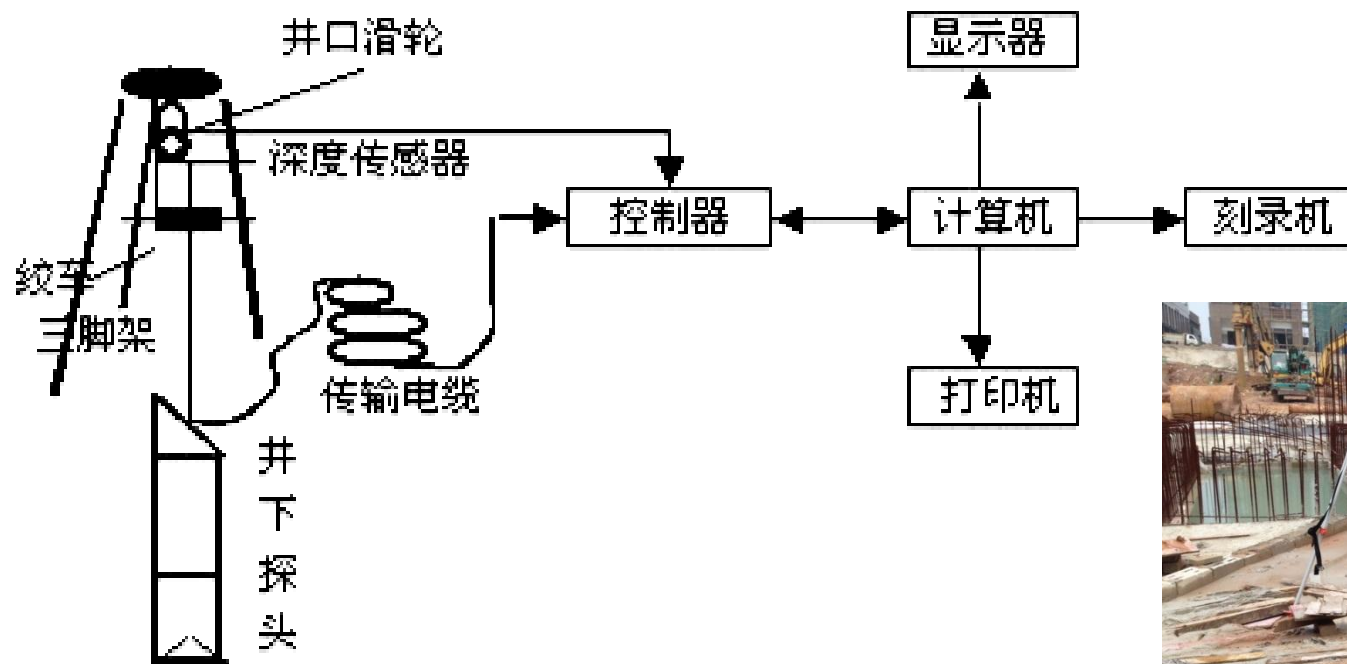 井口滑轮
显示器
深度传感器
控制器
计算机
刻录机
绞车
三脚架
传输电缆
打印机
井下探头